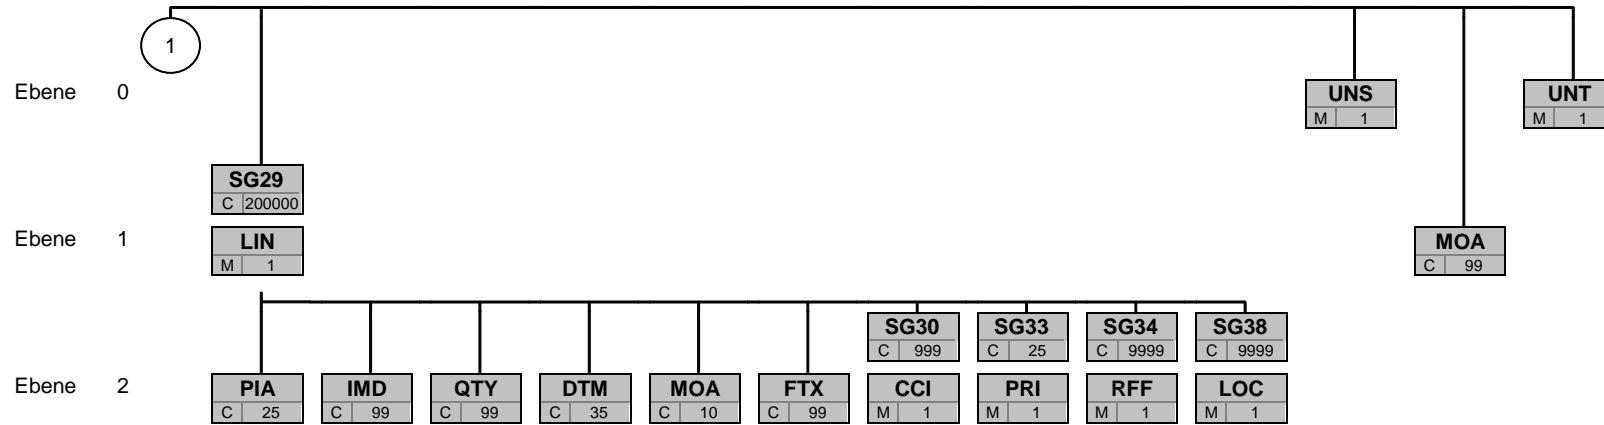 1
Ebene 0
UNS UNT
M 1 M 1
SG29
C 200000
Ebene 1
LIN MOA
M 1 C 99
SG30 SG33 SG34 SG38
C 999 C 25 C 9999 C 9999
Ebene 2
PIA IMD QTY DTM MOA FTX CCI PRI RFF LOC
C 25 C 99 C 99 C 35 C 10 C 99 M 1 M 1 M 1 M 1